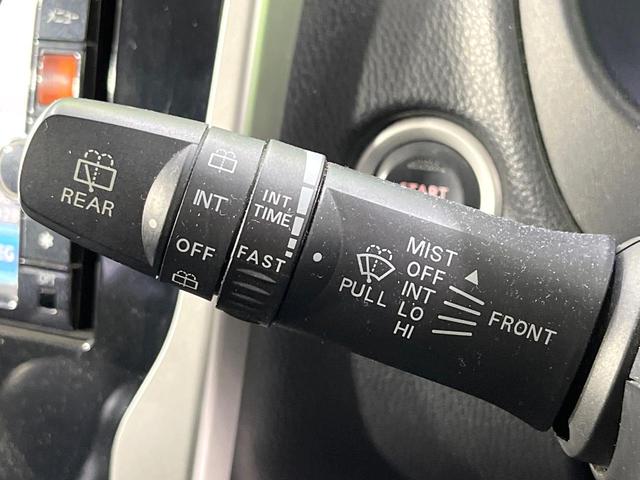 REAR
INT
OFF
INT.
TIME
FAST
PULL
MIST
OFF
INT
LO
HI
FRONT
START